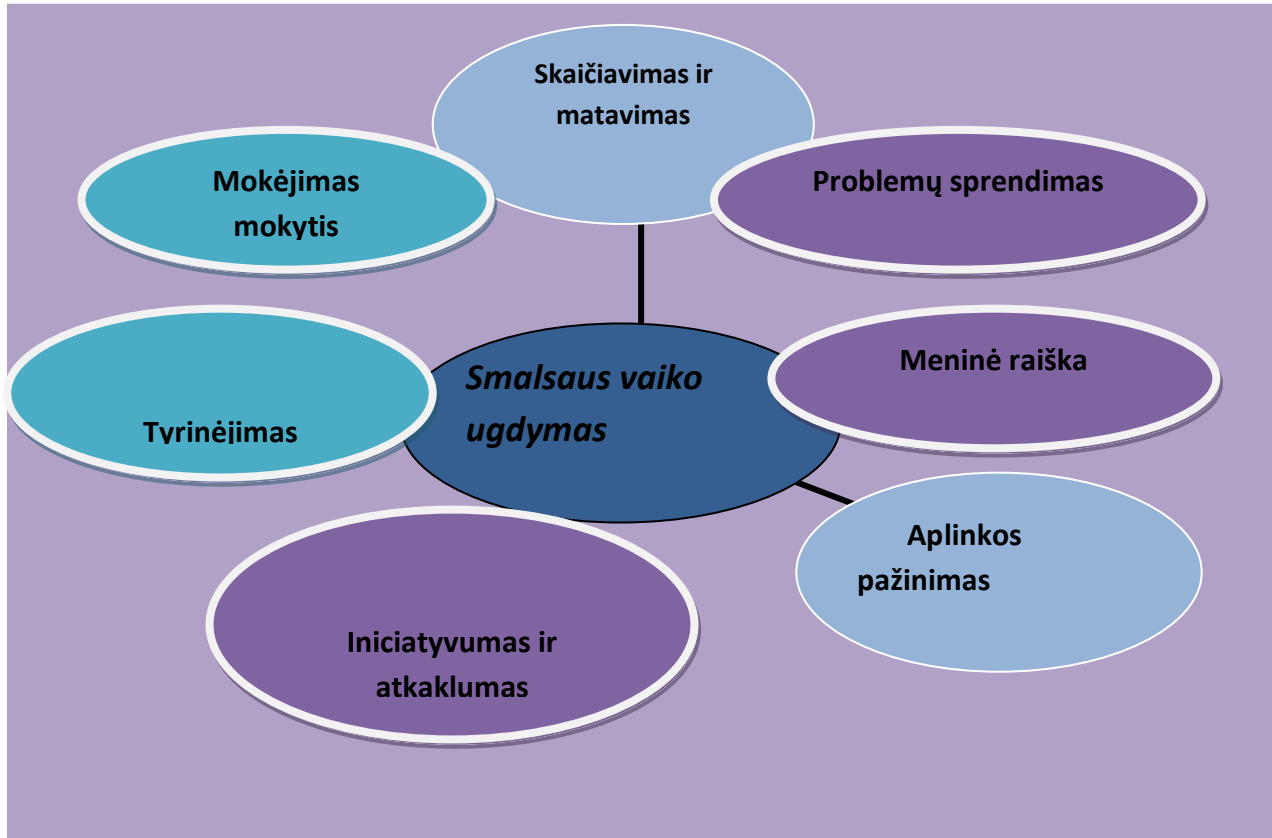 Skaičiavimas ir
matavimas
Mokėjimas
mokytis
Problemų sprendimas
Smalsaus vaiko
ugdymas
Meninė raiška
Tyrinėjimas
Aplinkos
pažinimas
Iniciatyvumas ir
atkaklumas